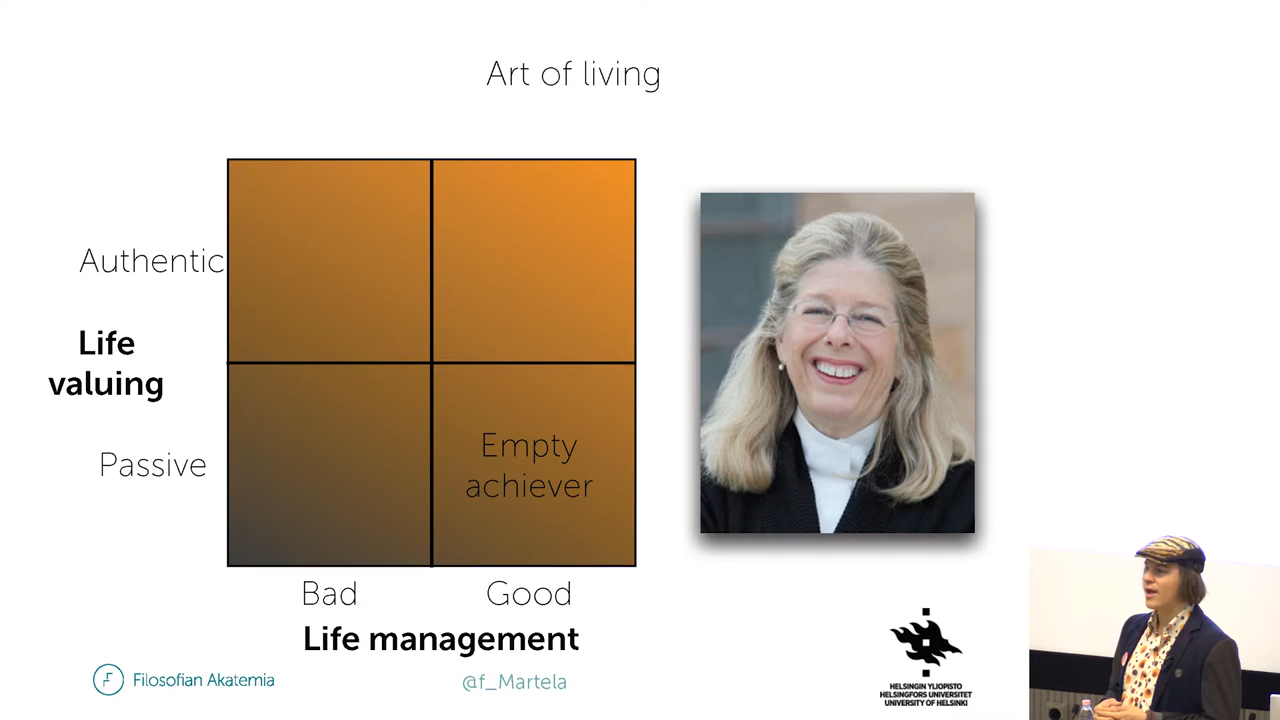 Art of living
Authentic
Life
valuing
Passive
Empty
achiever
Bad
Good
Life management
Filosofian Akatemia
@f_Martela
HELSINGIN YLIOPISTO
HELSINGFORS UNIVERSITET
UNIVERSITY OF HELSINKI